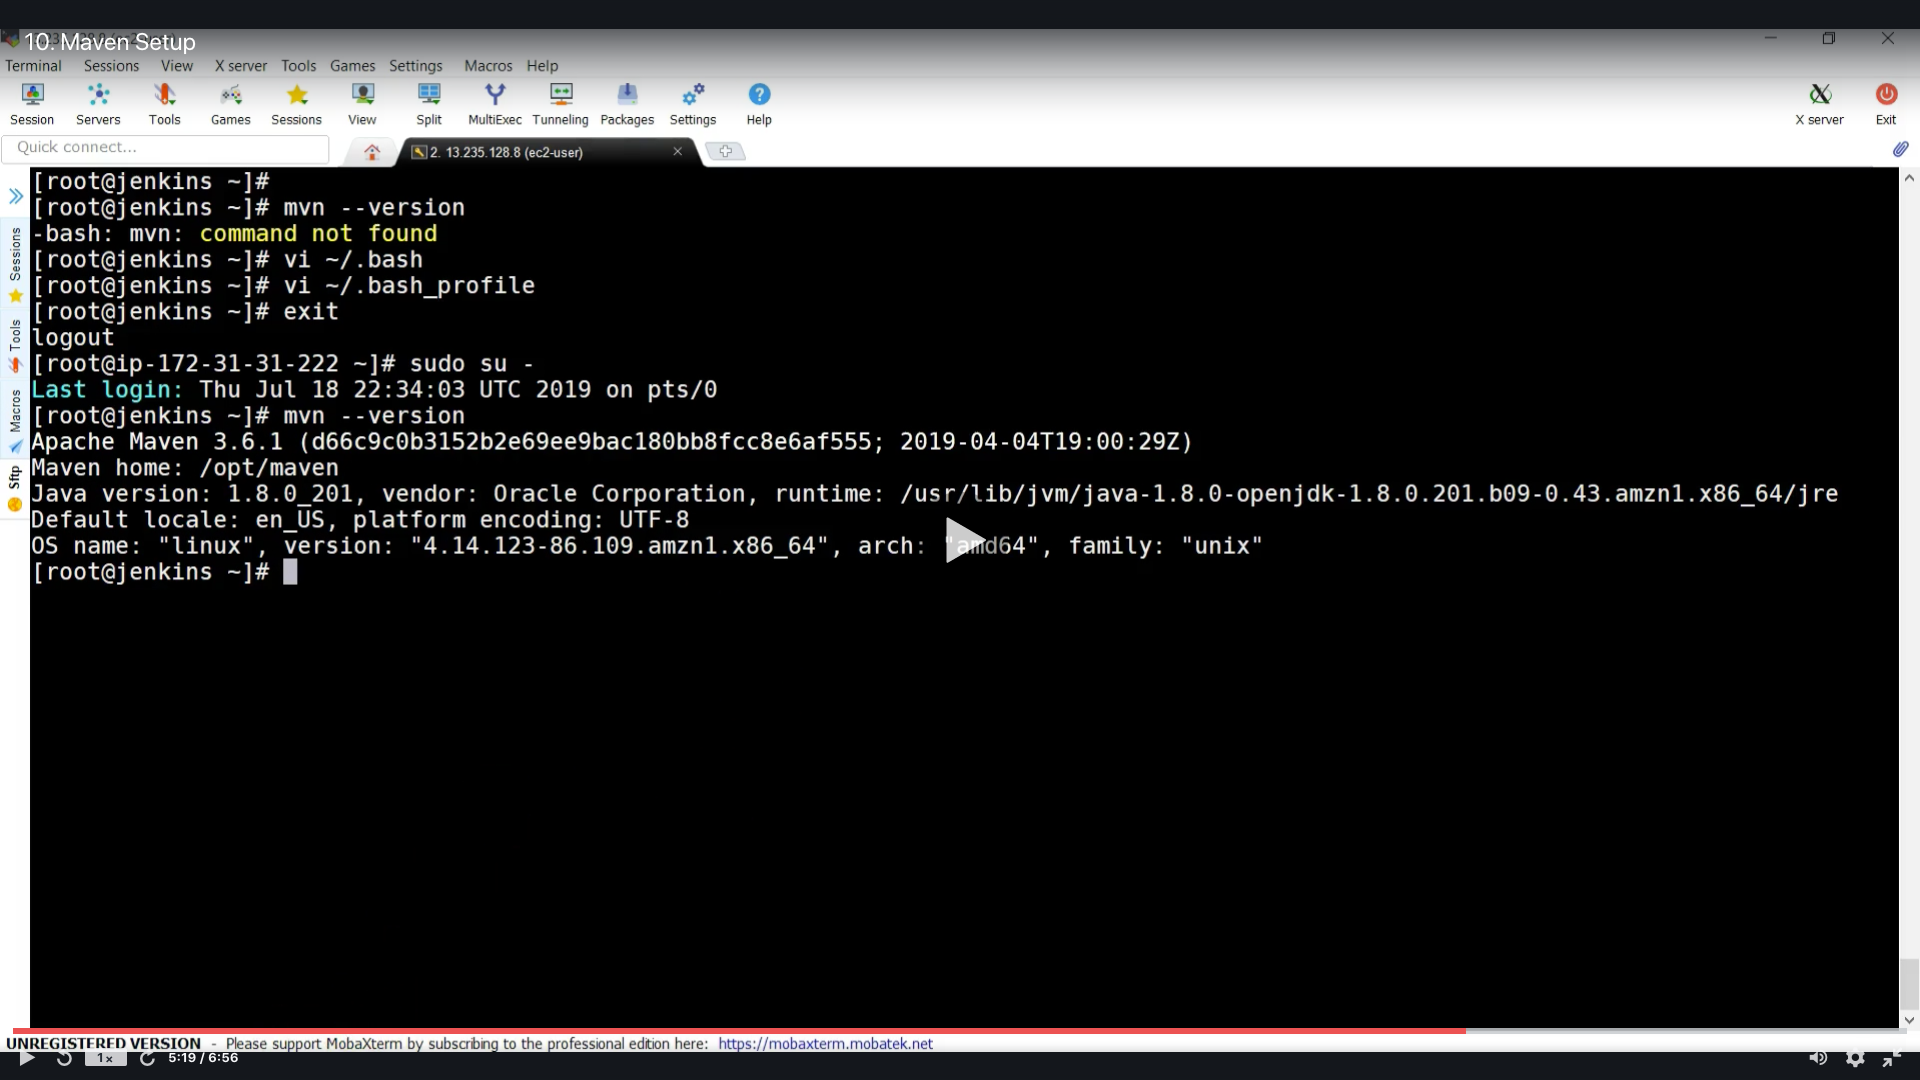 10. Maven Setup
Terminal Sessions View X server Tools Games Settings Macros Help
Session Servers Tools Games Sessions View Split MultiExec Tunneling Packages Settings Help X server Exit
Quick connect...
2. 13.235.128.8 (ec2-user)
[root@jenkins ~]#
[root@jenkins ~]# mvn --version
-bash: mvn: command not found
[root@jenkins ~]# vi ~/.bash
[root@jenkins ~]# vi ~/.bash_profile
[root@jenkins ~]# exit
logout
[root@ip-172-31-31-222 ~]# sudo su -
Last login: Thu Jul 18 22:34:03 UTC 2019 on pts/0
[root@jenkins ~]# mvn --version
Apache Maven 3.6.1 (d66c9c0b3152b2e69ee9bac180bb8fcc8e6af555; 2019-04-04T19:00:29Z)
Maven home: /opt/maven
Java version: 1.8.0_201, vendor: Oracle Corporation, runtime: /usr/lib/jvm/java-1.8.0-openjdk-1.8.0.201.b09-0.43.amzn1.x86_64/jre
Default locale: en_US, platform encoding: UTF-8
OS name: "linux", version: "4.14.123-86.109.amzn1.x86_64", arch: "amd64", family: "unix"
[root@jenkins ~]#
Sessions
Tools
Macros
Sftp
UNREGISTERED VERSION - Please support MobaXterm by subscribing to the professional edition here: https://mobaxterm.mobatek.net
1x 5:19 / 6:56